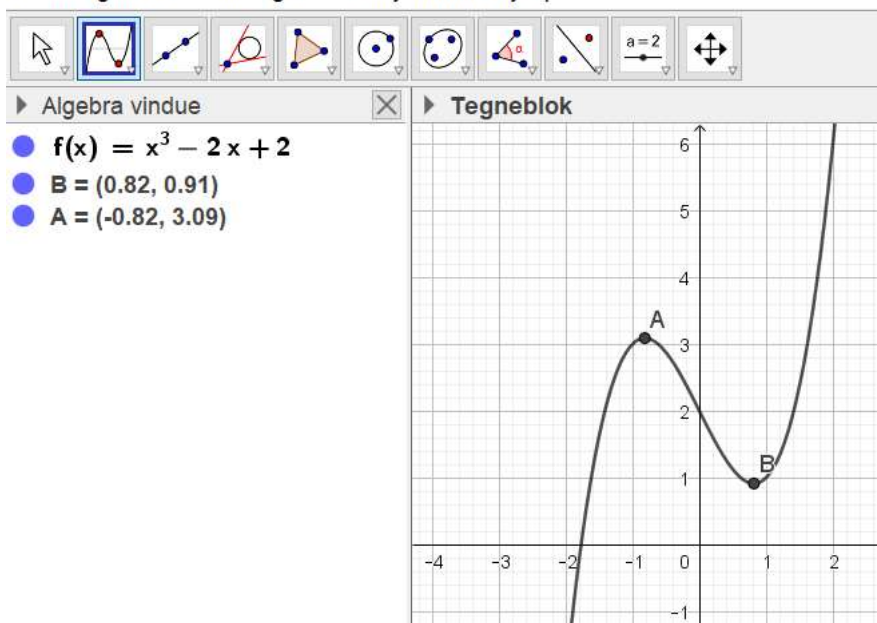 a = 2
Algebra vindue
Tegneblok
f(x) = x³ − 2 x + 2
B = (0.82, 0.91)
A = (-0.82, 3.09)
6
5
4
A
3
2
B
1
-4 -3 -2 -1 0 1 2
-1